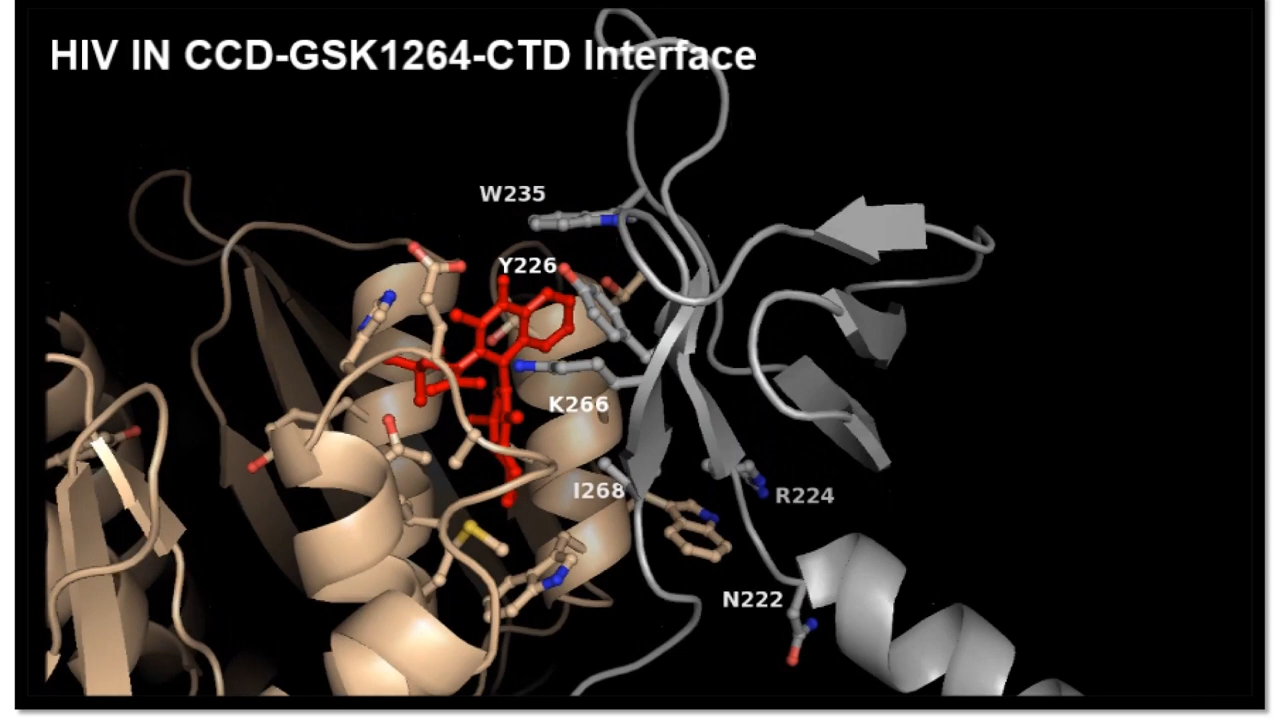 HIV IN CCD-GSK1264-CTD Interface
W235
Y226
K266
I268
R224
N222